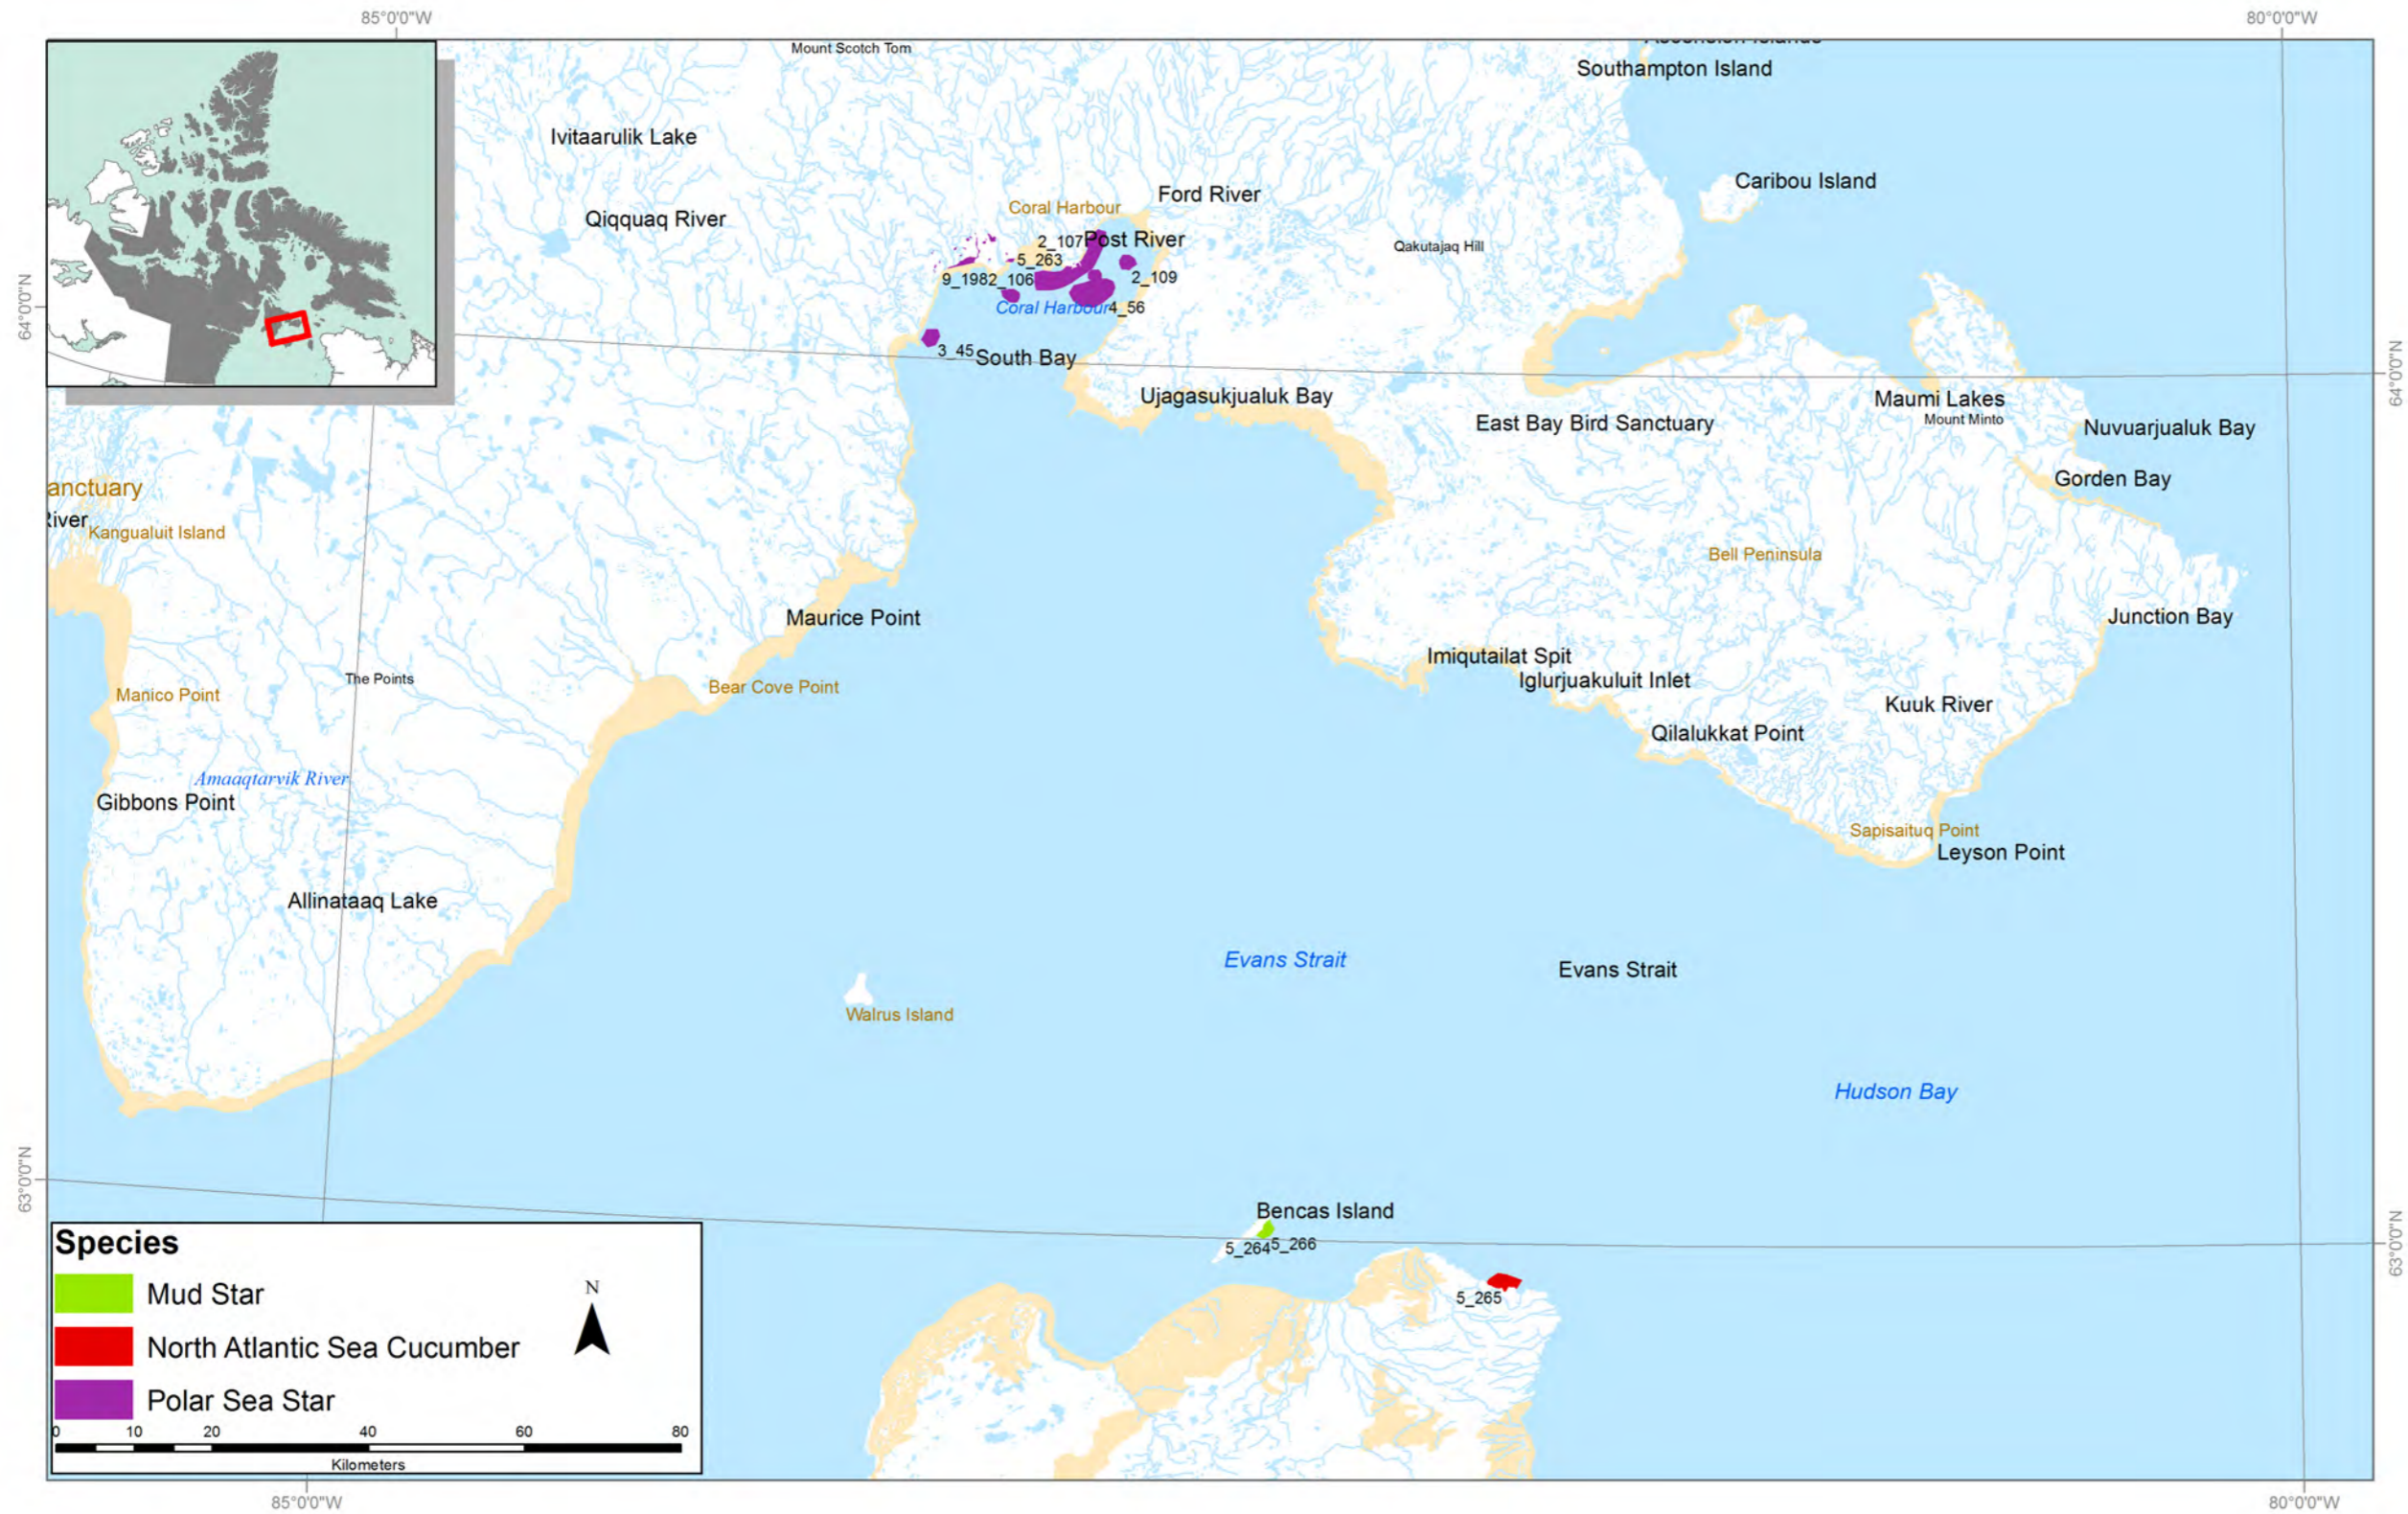 85°0'0"W
80°0'0"W
Mount Scotch Tom
Southampton Island
Ivitaarulik Lake
Caribou Island
Ford River
Coral Harbour
Qiqquaq River
2_107
Post River
Qakutajaq Hill
5_263
9_198
2_106
2_109
Coral Harbour
4_56
64°0'0"N
3_45
South Bay
64°0'0"N
Ujagasukjualuk Bay
Maumi Lakes
East Bay Bird Sanctuary
Mount Minto
Nuvuarjualuk Bay
Gorden Bay
anctuary
River
Kangualuit Island
Bell Peninsula
Maurice Point
Junction Bay
Imiqutailat Spit
Iglurjuakuluit Inlet
The Points
Bear Cove Point
Manico Point
Kuuk River
Qilalukkat Point
Amaaqtarvik River
Gibbons Point
Sapisaituq Point
Leyson Point
Allinataaq Lake
Evans Strait
Evans Strait
Walrus Island
Hudson Bay
63°0'0"N
Bencas Island
5_264
5_266
63°0'0"N
5_265
Species
N
Mud Star
North Atlantic Sea Cucumber
Polar Sea Star
0 10 20 40 60 80
Kilometers
85°0'0"W
80°0'0"W